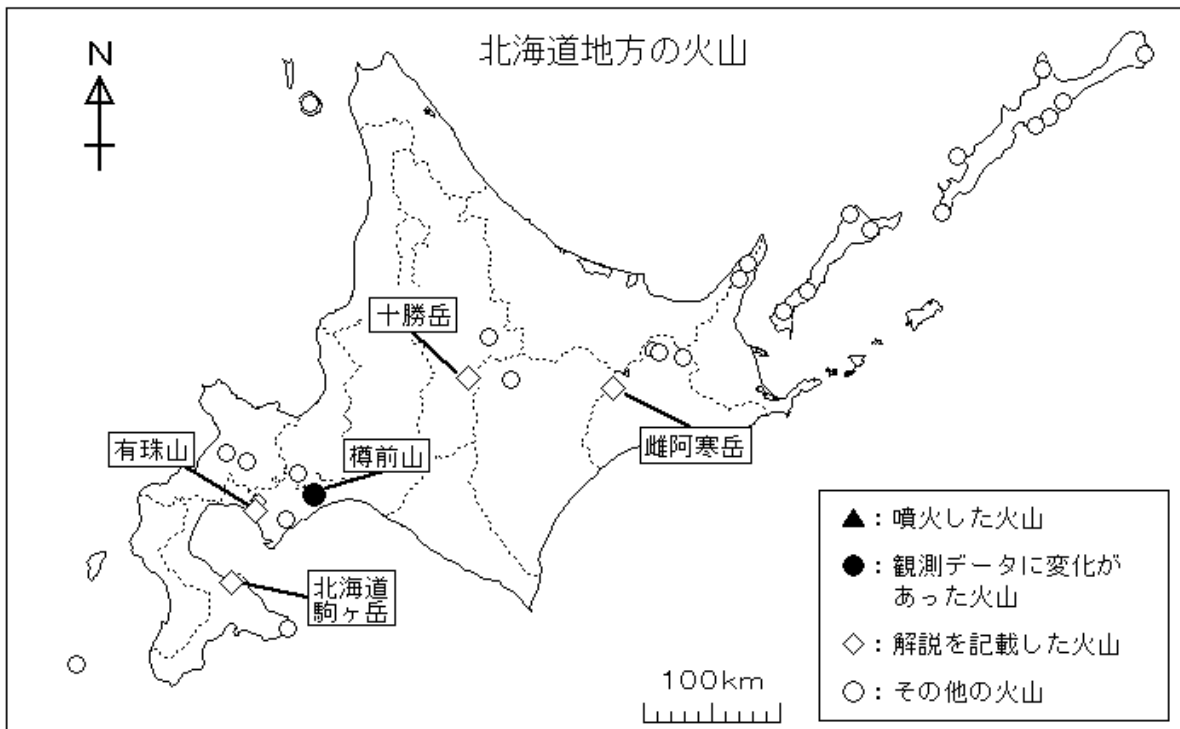 北海道地方の火山
N
十勝岳
有珠山
樽前山
雌阿寒岳
北海道
駒ヶ岳
▲：噴火した火山
●：観測データに変化が
あった火山
◇：解説を記載した火山
○：その他の火山
100km